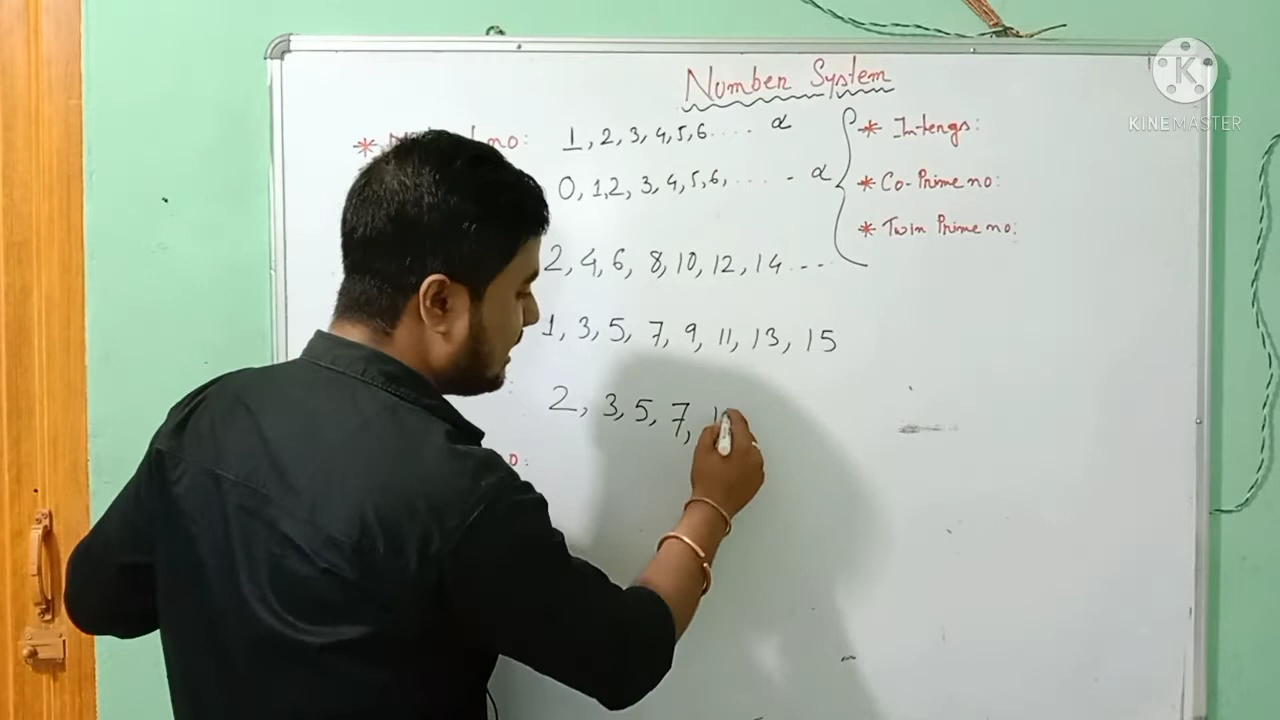 Number System
* no: 1, 2, 3, 4, 5, 6 .... α
0, 1, 2, 3, 4, 5, 6, .... - α
2, 4, 6, 8, 10, 12, 14 ...
1, 3, 5, 7, 9, 11, 13, 15
2, 3, 5, 7,
* Intengs:
* Co-Prime no:
* Twin Prime no:
K
KINEMASTER